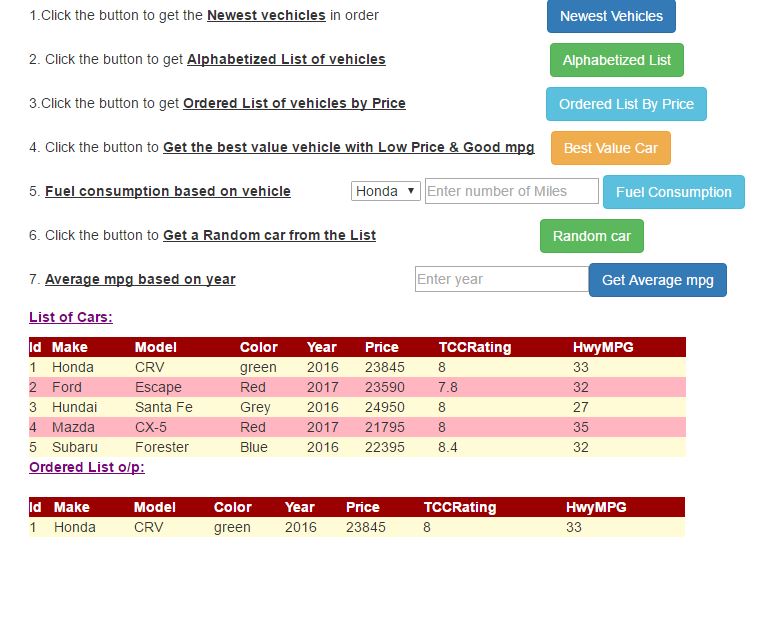 1.Click the button to get the Newest vechicles in order Newest Vehicles
2. Click the button to get Alphabetized List of vehicles Alphabetized List
3.Click the button to get Ordered List of vehicles by Price Ordered List By Price
4. Click the button to Get the best value vehicle with Low Price & Good mpg Best Value Car
5. Fuel consumption based on vehicle Honda Enter number of Miles Fuel Consumption
6. Click the button to Get a Random car from the List Random car
7. Average mpg based on year Enter year Get Average mpg
List of Cars:
Id Make Model Color Year Price TCCRating HwyMPG
1 Honda CRV green 2016 23845 8 33
2 Ford Escape Red 2017 23590 7.8 32
3 Hundai Santa Fe Grey 2016 24950 8 27
4 Mazda CX-5 Red 2017 21795 8 35
5 Subaru Forester Blue 2016 22395 8.4 32
Ordered List o/p:
Id Make Model Color Year Price TCCRating HwyMPG
1 Honda CRV green 2016 23845 8 33